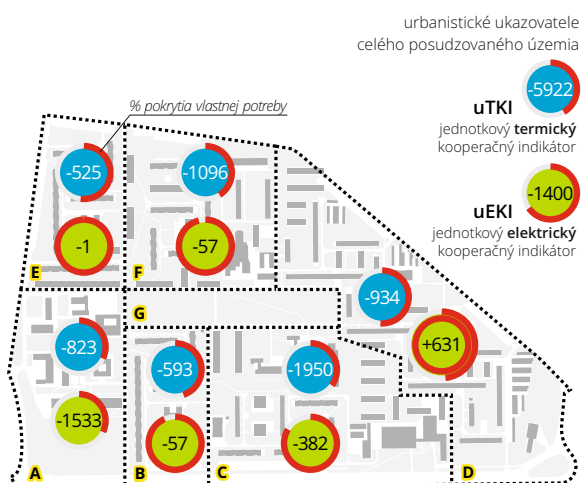 urbanistické ukazovatele
celého posudzovaného územia
-5922
uTKI
jednotkový termický
kooperačný indikátor
-1400
uEKI
jednotkový elektrický
kooperačný indikátor
% pokrytia vlastnej potreby
-525
-1096
-1
-57
E
F
-934
G
+631
-823
-593
-1950
-1533
-57
-382
A
B
C
D